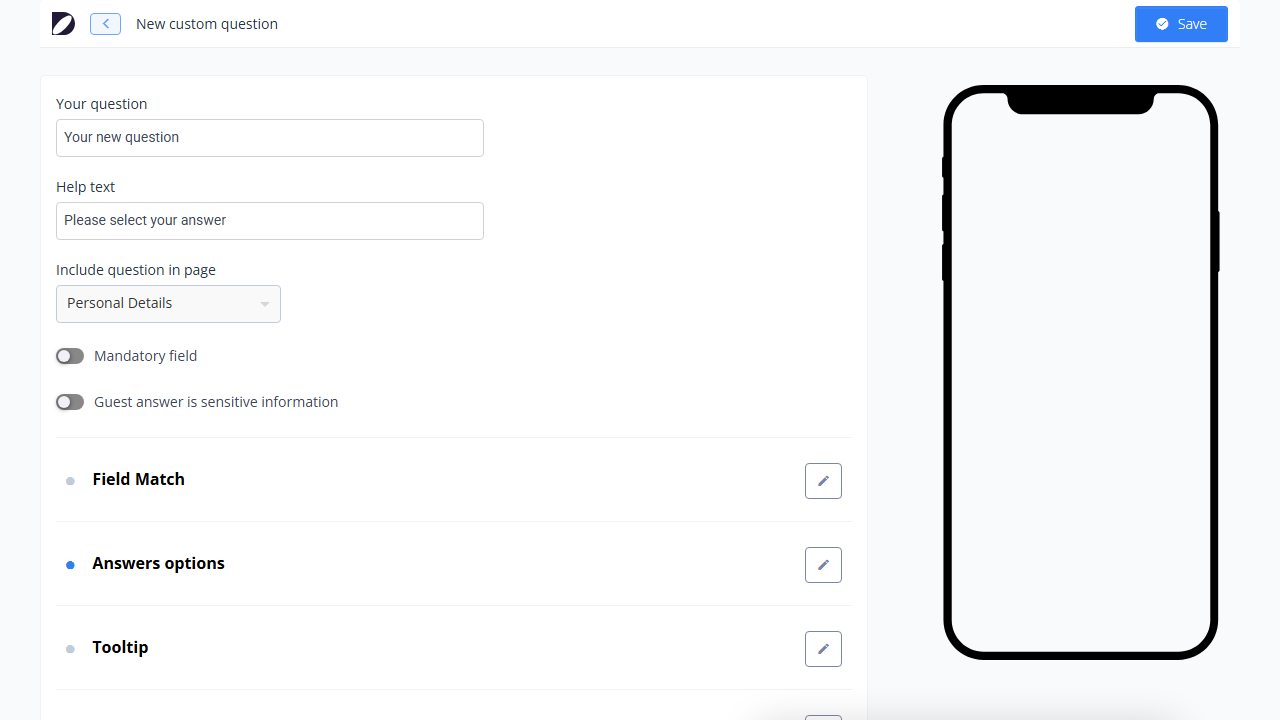 New custom question
Save
Your question
Your new question
Help text
Please select your answer
Include question in page
Personal Details
Mandatory field
Guest answer is sensitive information
Field Match
Answers options
Tooltip